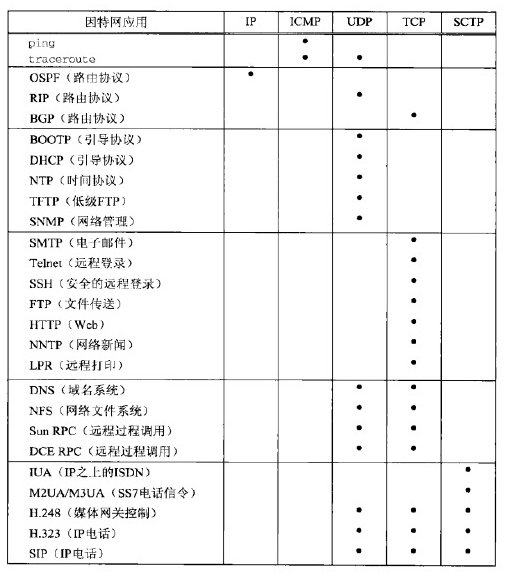 因特网应用 IP ICMP UDP TCP SCTP
ping •
traceroute • •
OSPF（路由协议） •
RIP（路由协议） •
BGP（路由协议） •
BOOTP（引导协议） •
DHCP（引导协议） •
NTP（时间协议） •
TFTP（低级FTP） •
SNMP（网络管理） •
SMTP（电子邮件） •
Telnet（远程登录） •
SSH（安全的远程登录） •
FTP（文件传送） •
HTTP（Web） •
NNTP（网络新闻） •
LPR（远程打印） •
DNS（域名系统） • •
NFS（网络文件系统） • •
Sun RPC（远程过程调用） • •
DCE RPC（远程过程调用） • •
IUA（IP之上的ISDN） •
M2UA/M3UA（SS7电话信令） •
H.248（媒体网关控制） • • •
H.323（IP电话） • • •
SIP（IP电话） • • •